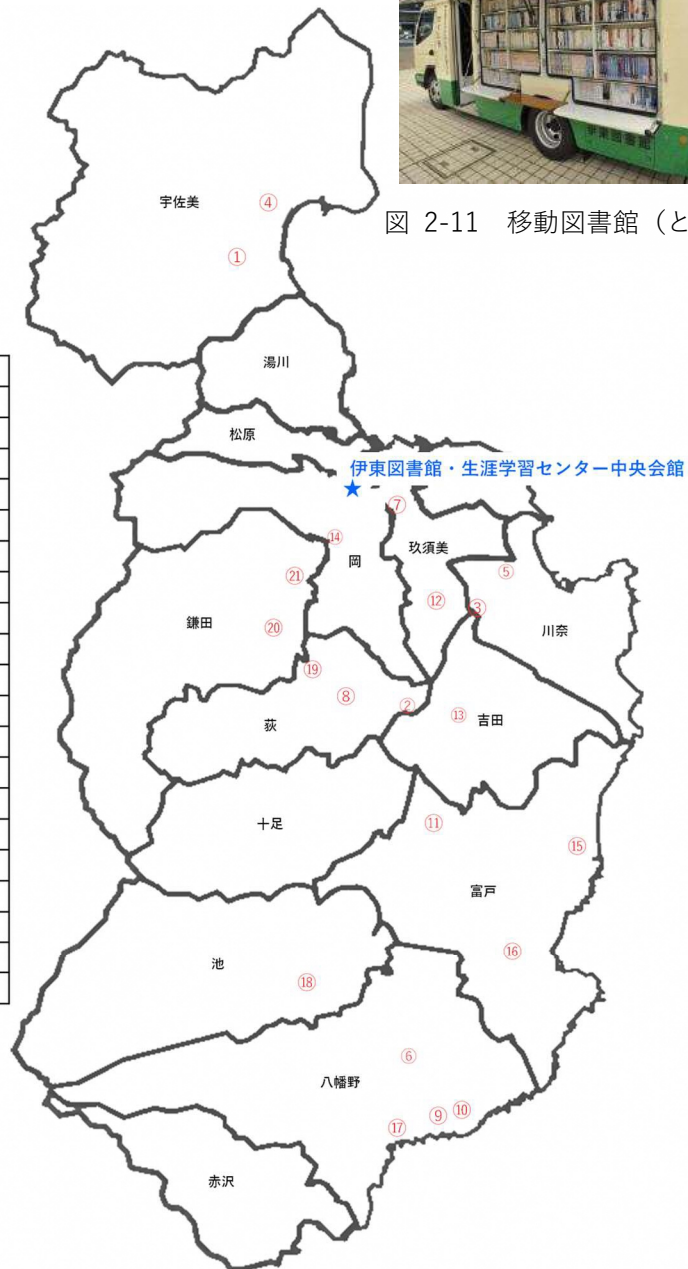 図 2-11 移動図書館（と
宇佐美
④
①
湯川
松原
伊東図書館・生涯学習センター中央会館
★
⑦
⑭
岡
玖須美
㉑
⑤
⑫
③
鎌田
⑳
川奈
⑲
⑧
②
⑬
荻
吉田
十足
⑪
⑮
富戸
⑯
池
⑱
⑥
八幡野
⑰
⑨
⑩
赤沢